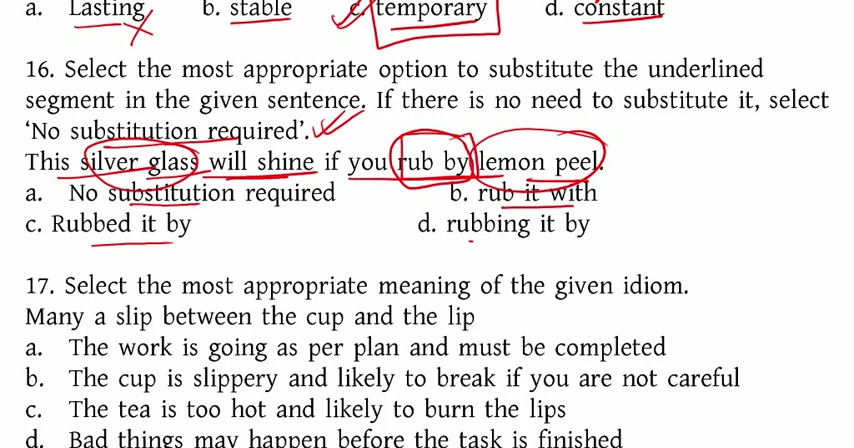 a. Lasting b. stable c. temporary d. constant
16. Select the most appropriate option to substitute the underlined
segment in the given sentence. If there is no need to substitute it, select
‘No substitution required’.
This silver glass will shine if you rub by lemon peel.
a. No substitution required b. rub it with
c. Rubbed it by d. rubbing it by
17. Select the most appropriate meaning of the given idiom.
Many a slip between the cup and the lip
a. The work is going as per plan and must be completed
b. The cup is slippery and likely to break if you are not careful
c. The tea is too hot and likely to burn the lips
d. Bad things may happen before the task is finished